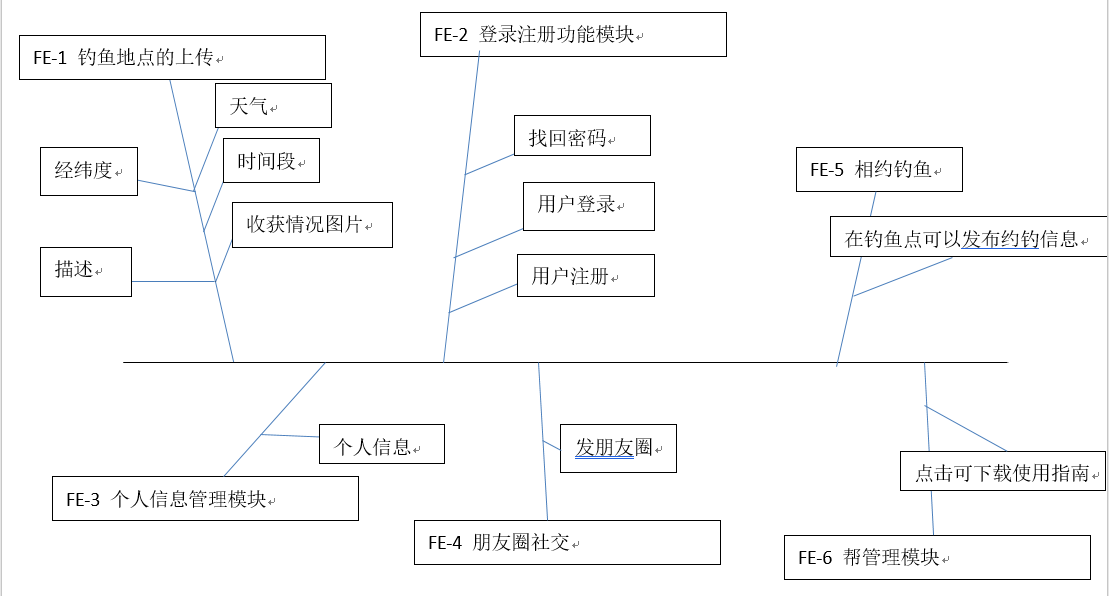 FE-1 钓鱼地点的上传
FE-2 登录注册功能模块
天气
找回密码
经纬度
时间段
FE-5 相约钓鱼
用户登录
收获情况图片
在钓鱼点可以发布约钓信息
描述
用户注册
个人信息
发朋友圈
点击可下载使用指南
FE-3 个人信息管理模块
FE-4 朋友圈社交
FE-6 帮管理模块